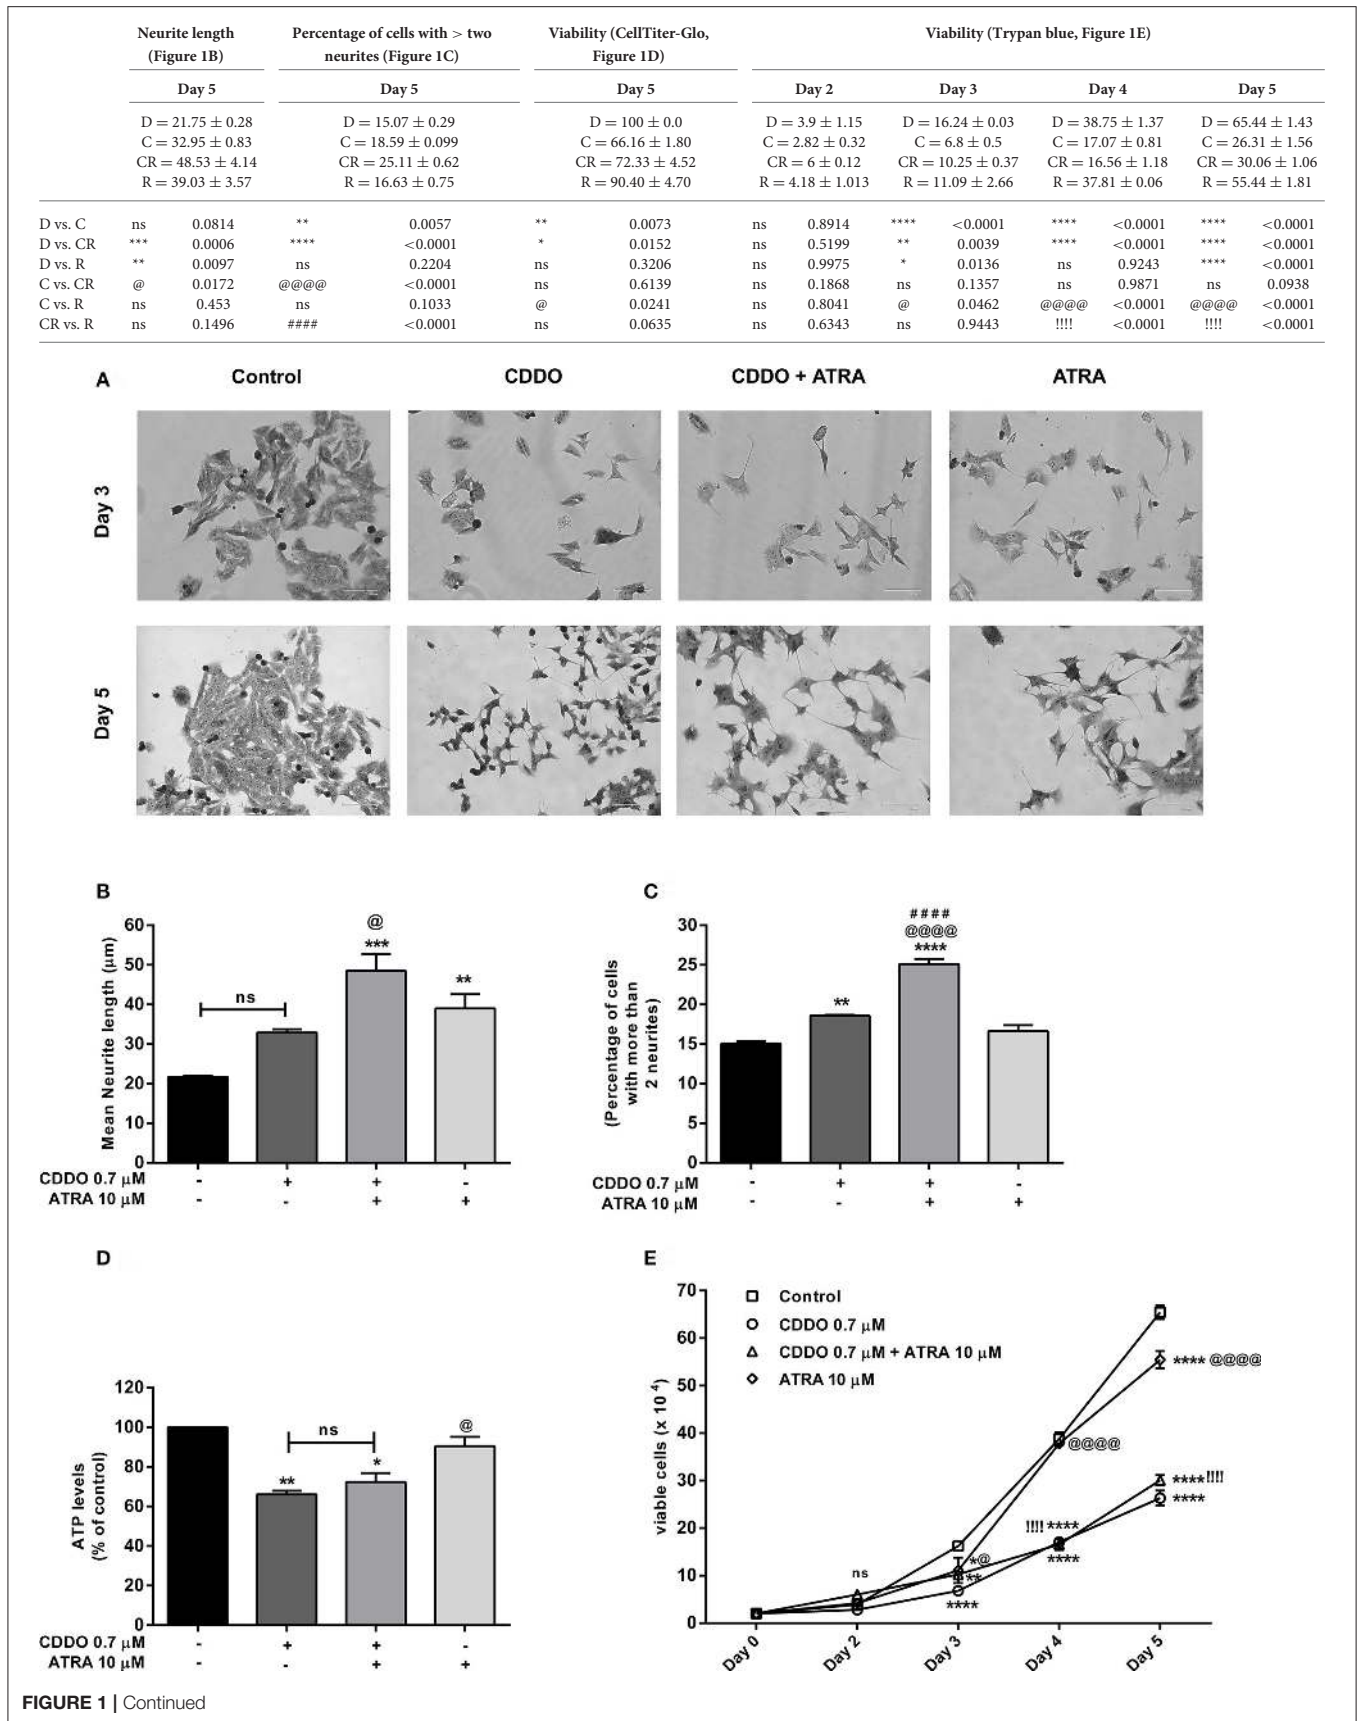 Neurite length Percentage of cells with > two Viability (CellTiter-Glo, Viability (Trypan blue, Figure 1E)
(Figure 1B) neurites (Figure 1C) Figure 1D)
Day 5 Day 5 Day 5 Day 2 Day 3 Day 4 Day 5
D = 21.75 ± 0.28 D = 15.07 ± 0.29 D = 100 ± 0.0 D = 3.9 ± 1.15 D = 16.24 ± 0.03 D = 38.75 ± 1.37 D = 65.44 ± 1.43
C = 32.95 ± 0.83 C = 18.59 ± 0.099 C = 66.16 ± 1.80 C = 2.82 ± 0.32 C = 6.8 ± 0.5 C = 17.07 ± 0.81 C = 26.31 ± 1.56
CR = 48.53 ± 4.14 CR = 25.11 ± 0.62 CR = 72.33 ± 4.52 CR = 6 ± 0.12 CR = 10.25 ± 0.37 CR = 16.56 ± 1.18 CR = 30.06 ± 1.06
R = 39.03 ± 3.57 R = 16.63 ± 0.75 R = 90.40 ± 4.70 R = 4.18 ± 1.013 R = 11.09 ± 2.66 R = 37.81 ± 0.06 R = 55.44 ± 1.81
D vs. C ns 0.0814 ** 0.0057 ** 0.0073 ns 0.8914 **** <0.0001 **** <0.0001 **** <0.0001
D vs. CR *** 0.0006 **** <0.0001 * 0.0152 ns 0.5199 ** 0.0039 **** <0.0001 **** <0.0001
D vs. R ** 0.0097 ns 0.2204 ns 0.3206 ns 0.9975 * 0.0136 ns 0.9243 **** <0.0001
C vs. CR @ 0.0172 @@@@ <0.0001 ns 0.6139 ns 0.1868 ns 0.1357 ns 0.9871 ns 0.0938
C vs. R ns 0.453 ns 0.1033 @ 0.0241 ns 0.8041 @ 0.0462 @@@@ <0.0001 @@@@ <0.0001
CR vs. R ns 0.1496 #### <0.0001 ns 0.0635 ns 0.6343 ns 0.9443 !!!! <0.0001 !!!! <0.0001
A Control CDDO CDDO + ATRA ATRA
Day 3
Day 5
B
Mean Neurite length (μm)
60
50
40
30
20
10
0
ns
@
***
**
CDDO 0.7 μM - + + -
ATRA 10 μM - - + +
C
(Percentage of cells
with more than
2 neurites)
30
25
20
15
10
5
0
**
####
@@@@
****
CDDO 0.7 μM - + + -
ATRA 10 μM - - + +
D
ATP levels
(% of control)
120
100
80
60
40
20
0
**
ns
*
@
CDDO 0.7 μM - + + -
ATRA 10 μM - - + +
E
viable cells (x 10 4)
70
60
50
40
30
20
10
0
Control
CDDO 0.7 μM
CDDO 0.7 μM + ATRA 10 μM
ATRA 10 μM
**** @@@@
@@@@
**** !!!!
****
!!!! ****
****
ns
*@
**
****
Day 0 Day 2 Day 3 Day 4 Day 5
FIGURE 1 | Continued